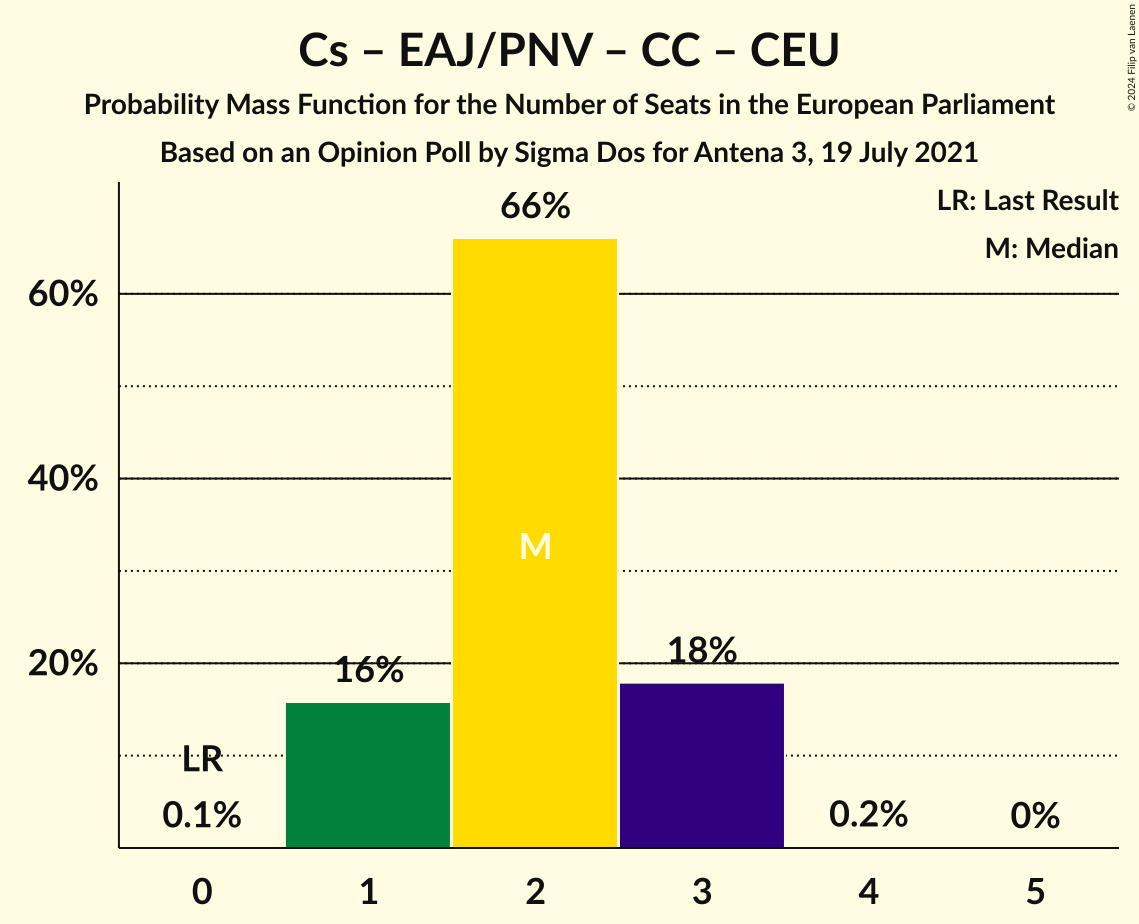 Cs – EAJ/PNV – CC – CEU
Probability Mass Function for the Number of Seats in the European Parliament
Based on an Opinion Poll by Sigma Dos for Antena 3, 19 July 2021
© 2024 Filip van Laenen
LR: Last Result
M: Median
66%
60%
40%
M
20%
16%
18%
LR
0.1%
0.2%
0%
0 1 2 3 4 5